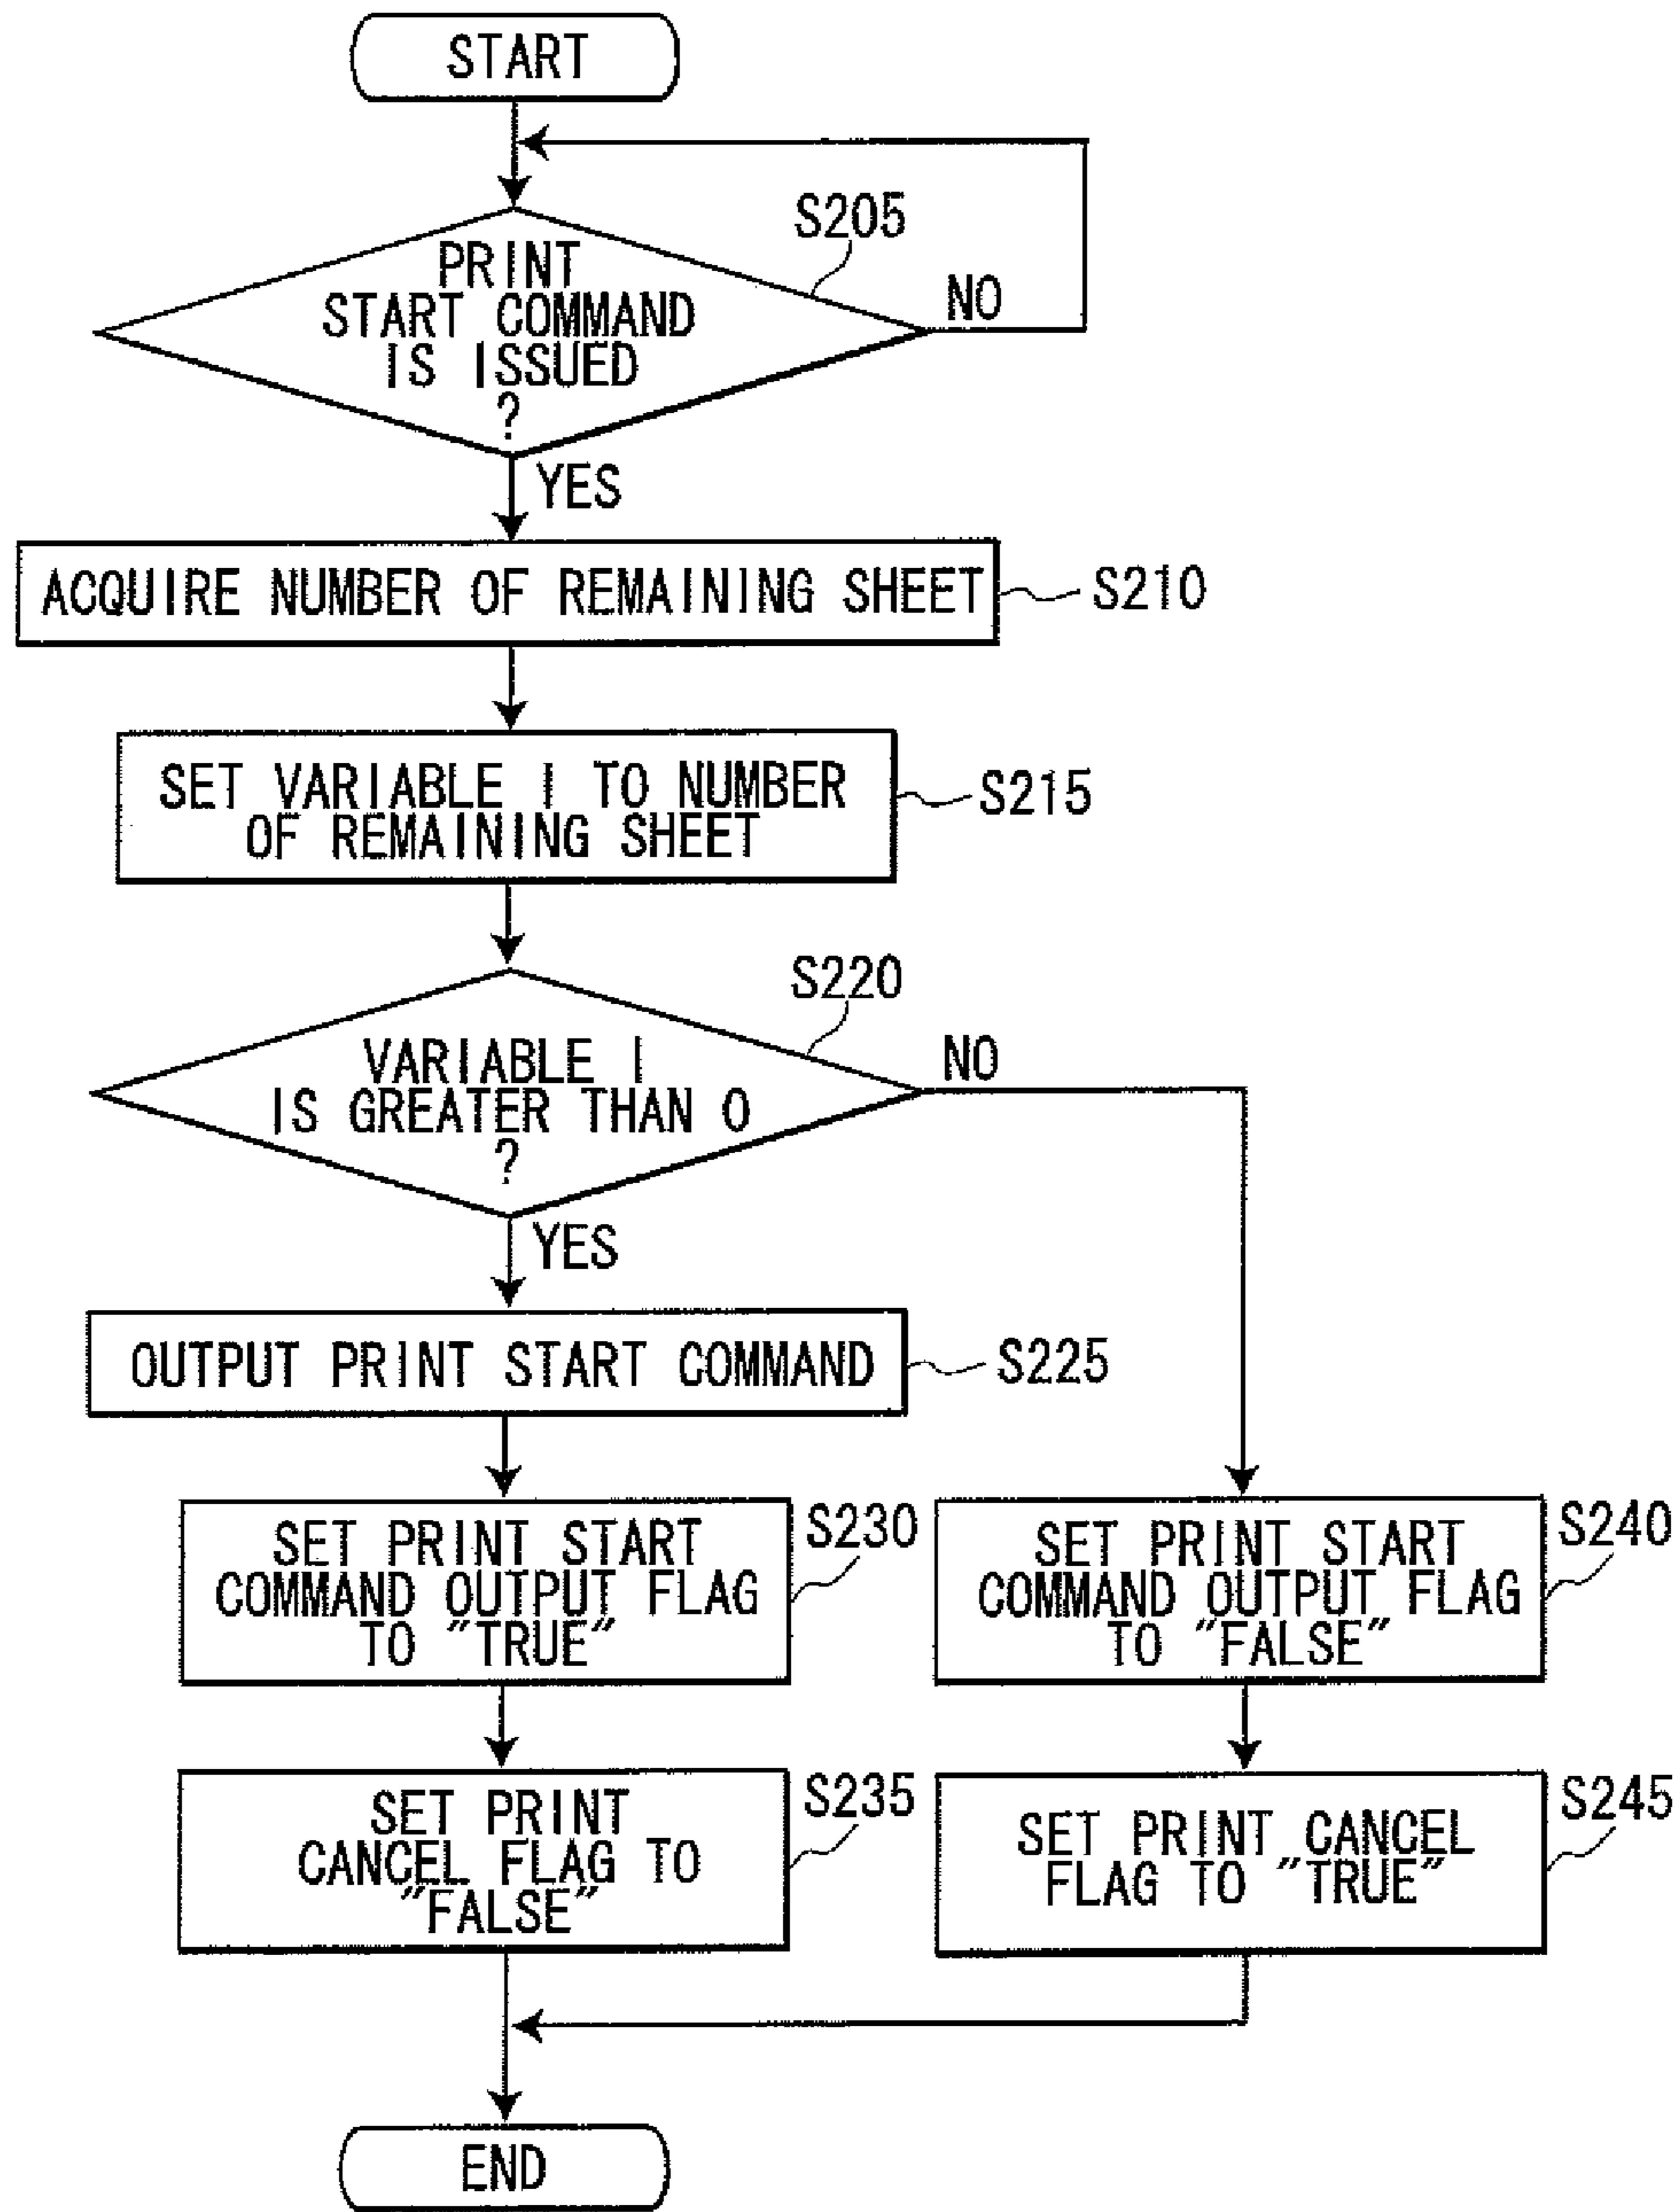 START
S205
PRINT
START COMMAND
IS ISSUED
?
NO
YES
ACQUIRE NUMBER OF REMAINING SHEET
S210
SET VARIABLE I TO NUMBER
OF REMAINING SHEET
S215
S220
VARIABLE I
IS GREATER THAN 0
?
NO
YES
OUTPUT PRINT START COMMAND
S225
SET PRINT START
COMMAND OUTPUT FLAG
TO "TRUE"
S230
SET PRINT START
COMMAND OUTPUT FLAG
TO "FALSE"
S240
SET PRINT
CANCEL FLAG TO
"FALSE"
S235
SET PRINT CANCEL
FLAG TO "TRUE"
S245
END